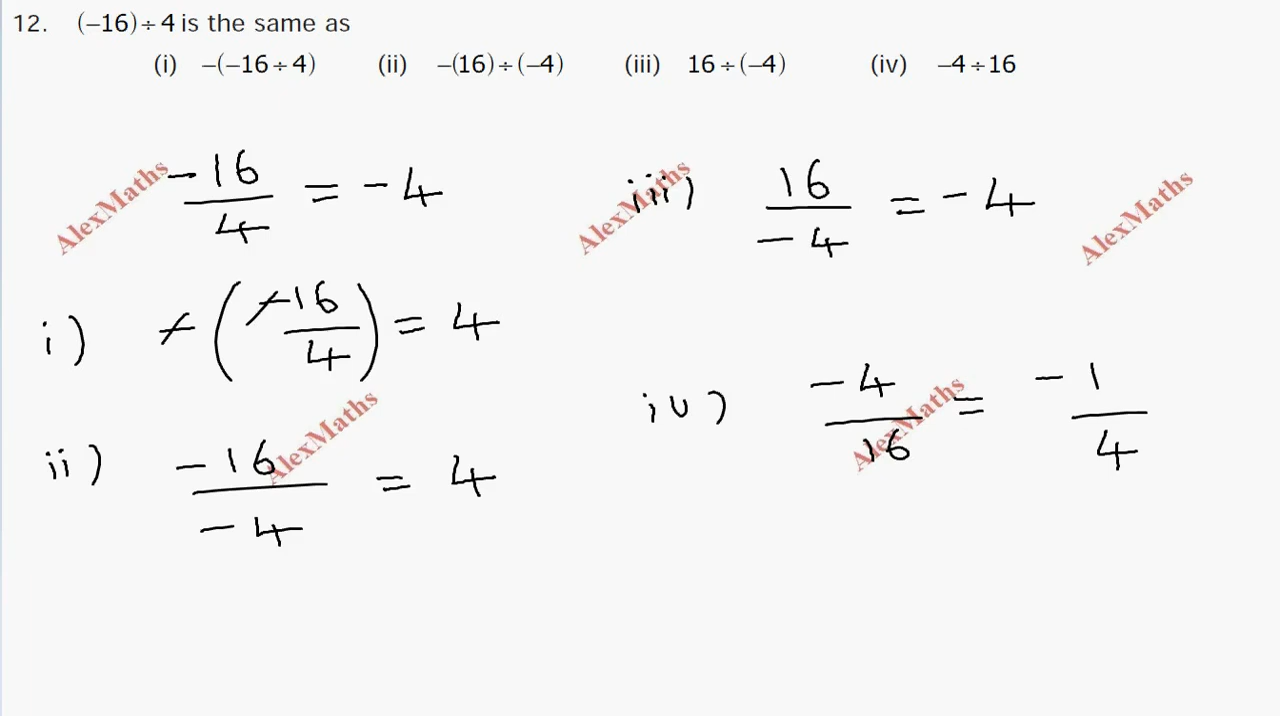 12. (–16) ÷ 4 is the same as
(i) –(–16 ÷ 4) (ii) –(16) ÷ (–4) (iii) 16 ÷ (–4) (iv) –4 ÷ 16
AlexMaths
-16/4 = -4
i) -(-16/4) = 4
AlexMaths
ii) -16/-4 = 4
AlexMaths
iii) 16/-4 = -4
AlexMaths
iv) -4/16 = -1/4
AlexMaths